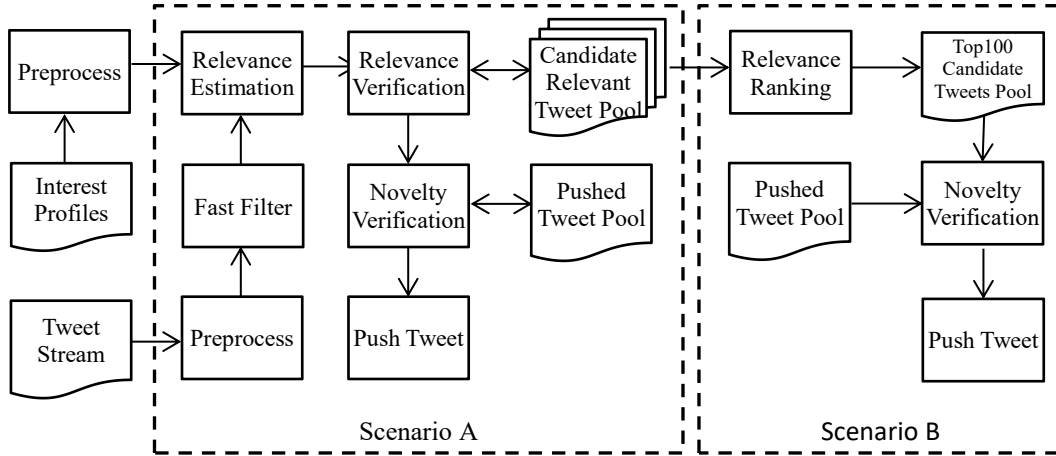 Preprocess
Relevance
Estimation
Relevance
Verification
Candidate
Relevant
Tweet Pool
Relevance
Ranking
Top100
Candidate
Tweets Pool
Interest
Profiles
Fast Filter
Novelty
Verification
Pushed
Tweet Pool
Pushed
Tweet Pool
Novelty
Verification
Tweet
Stream
Preprocess
Push Tweet
Push Tweet
Scenario A
Scenario B